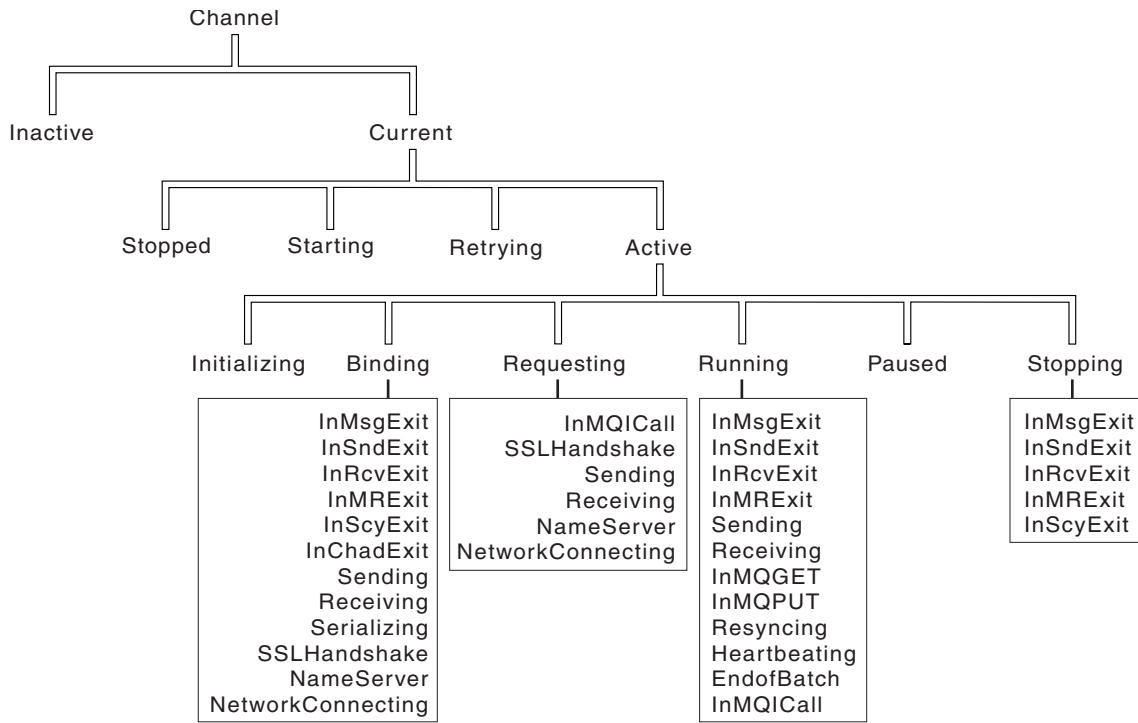 Channel
Inactive
Current
Stopped
Starting
Retrying
Active
Initializing
Binding
Requesting
Running
Paused
Stopping
InMsgExit
InSndExit
InRcvExit
InMRExit
InScyExit
InChadExit
Sending
Receiving
Serializing
SSLHandshake
NameServer
NetworkConnecting
InMQICall
SSLHandshake
Sending
Receiving
NameServer
NetworkConnecting
InMsgExit
InSndExit
InRcvExit
InMRExit
Sending
Receiving
InMQGET
InMQPUT
Resyncing
Heartbeating
EndofBatch
InMQICall
InMsgExit
InSndExit
InRcvExit
InMRExit
InScyExit